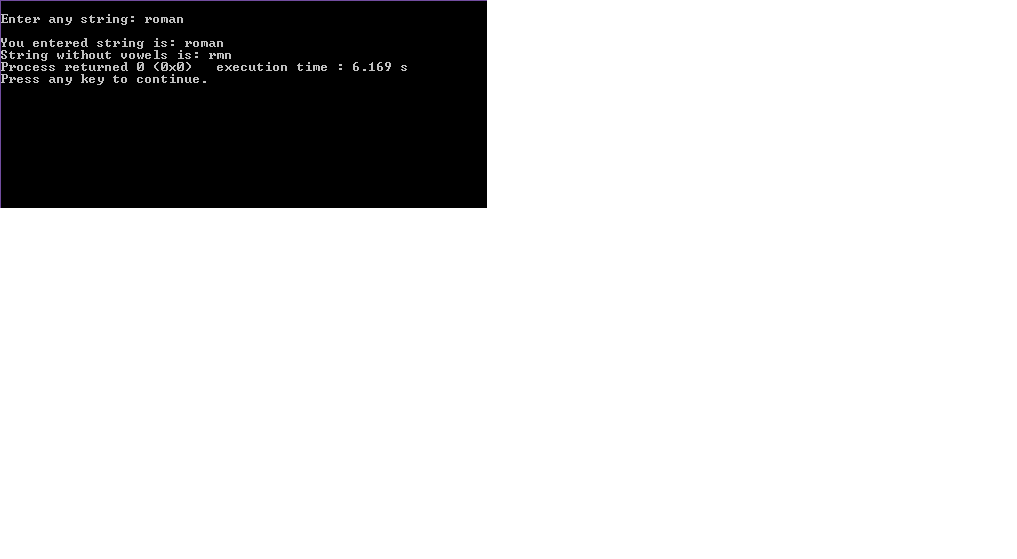 Enter any string: roman
You entered string is: roman
String without vowels is: rmn
Process returned 0 (0x0)   execution time : 6.169 s
Press any key to continue.